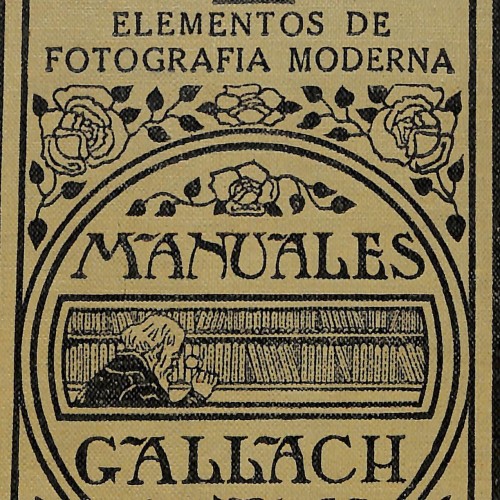 ELEMENTOS DE
FOTOGRAFIA MODERNA
MANUALES
GALLACH